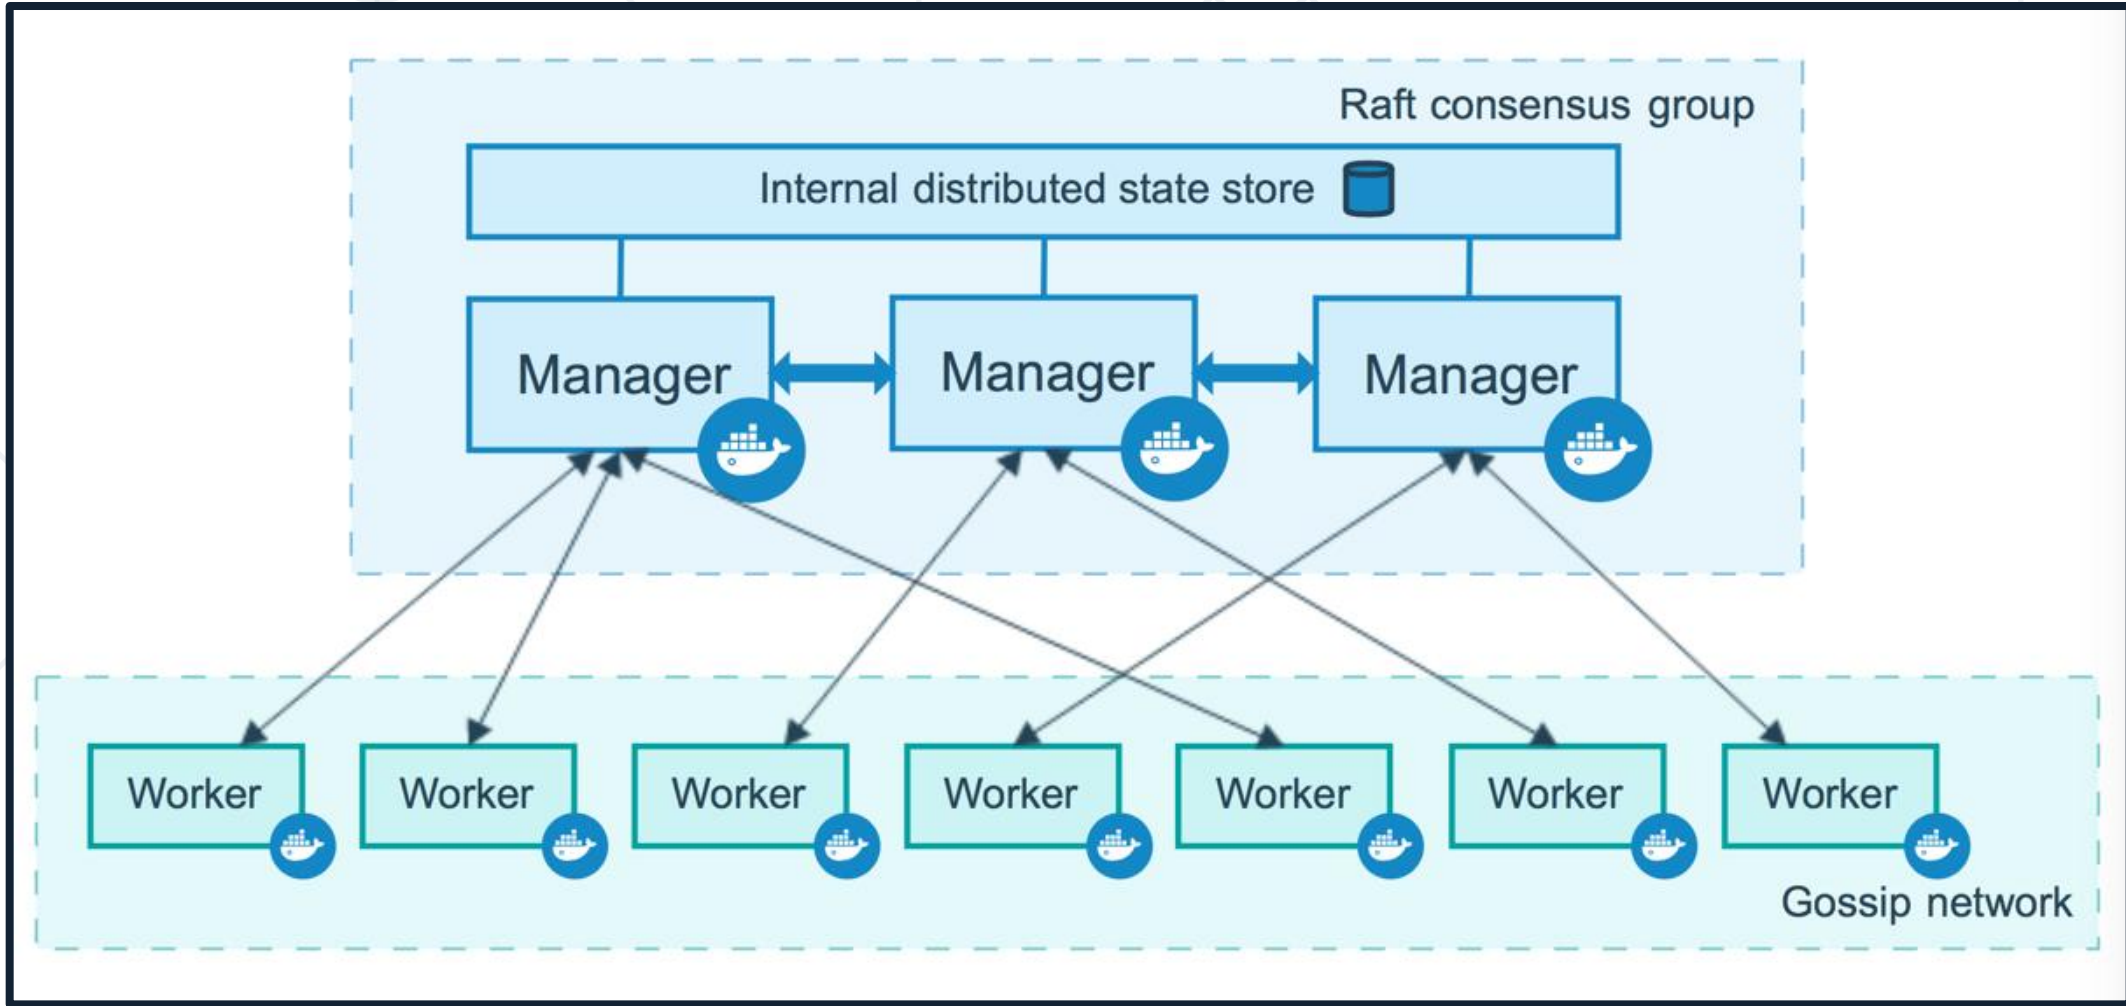 Raft consensus group
Internal distributed state store
Manager
Manager
Manager
Worker
Worker
Worker
Worker
Worker
Worker
Worker
Gossip network